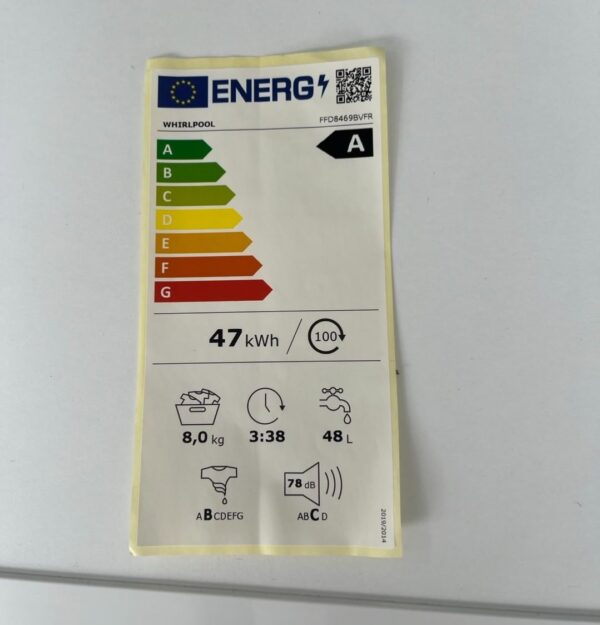 ENERG
WHIRLPOOL FFD8469BVFR
A A
B
C
D
E
F
G
47 kWh / 100
8,0 kg 3:38 48 L
78 dB
ABCDEFG ABCD
2019/2014